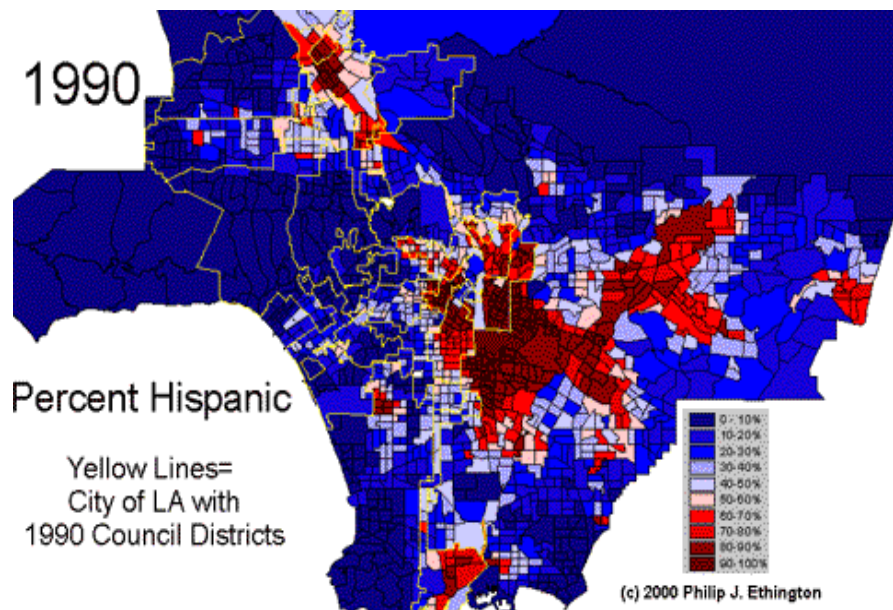 1990
Percent Hispanic
Yellow Lines=
City of LA with
1990 Council Districts
0-10%
10-20%
20-30%
30-40%
40-50%
50-60%
60-70%
70-80%
80-90%
90-100%
(c) 2000 Philip J. Ethington